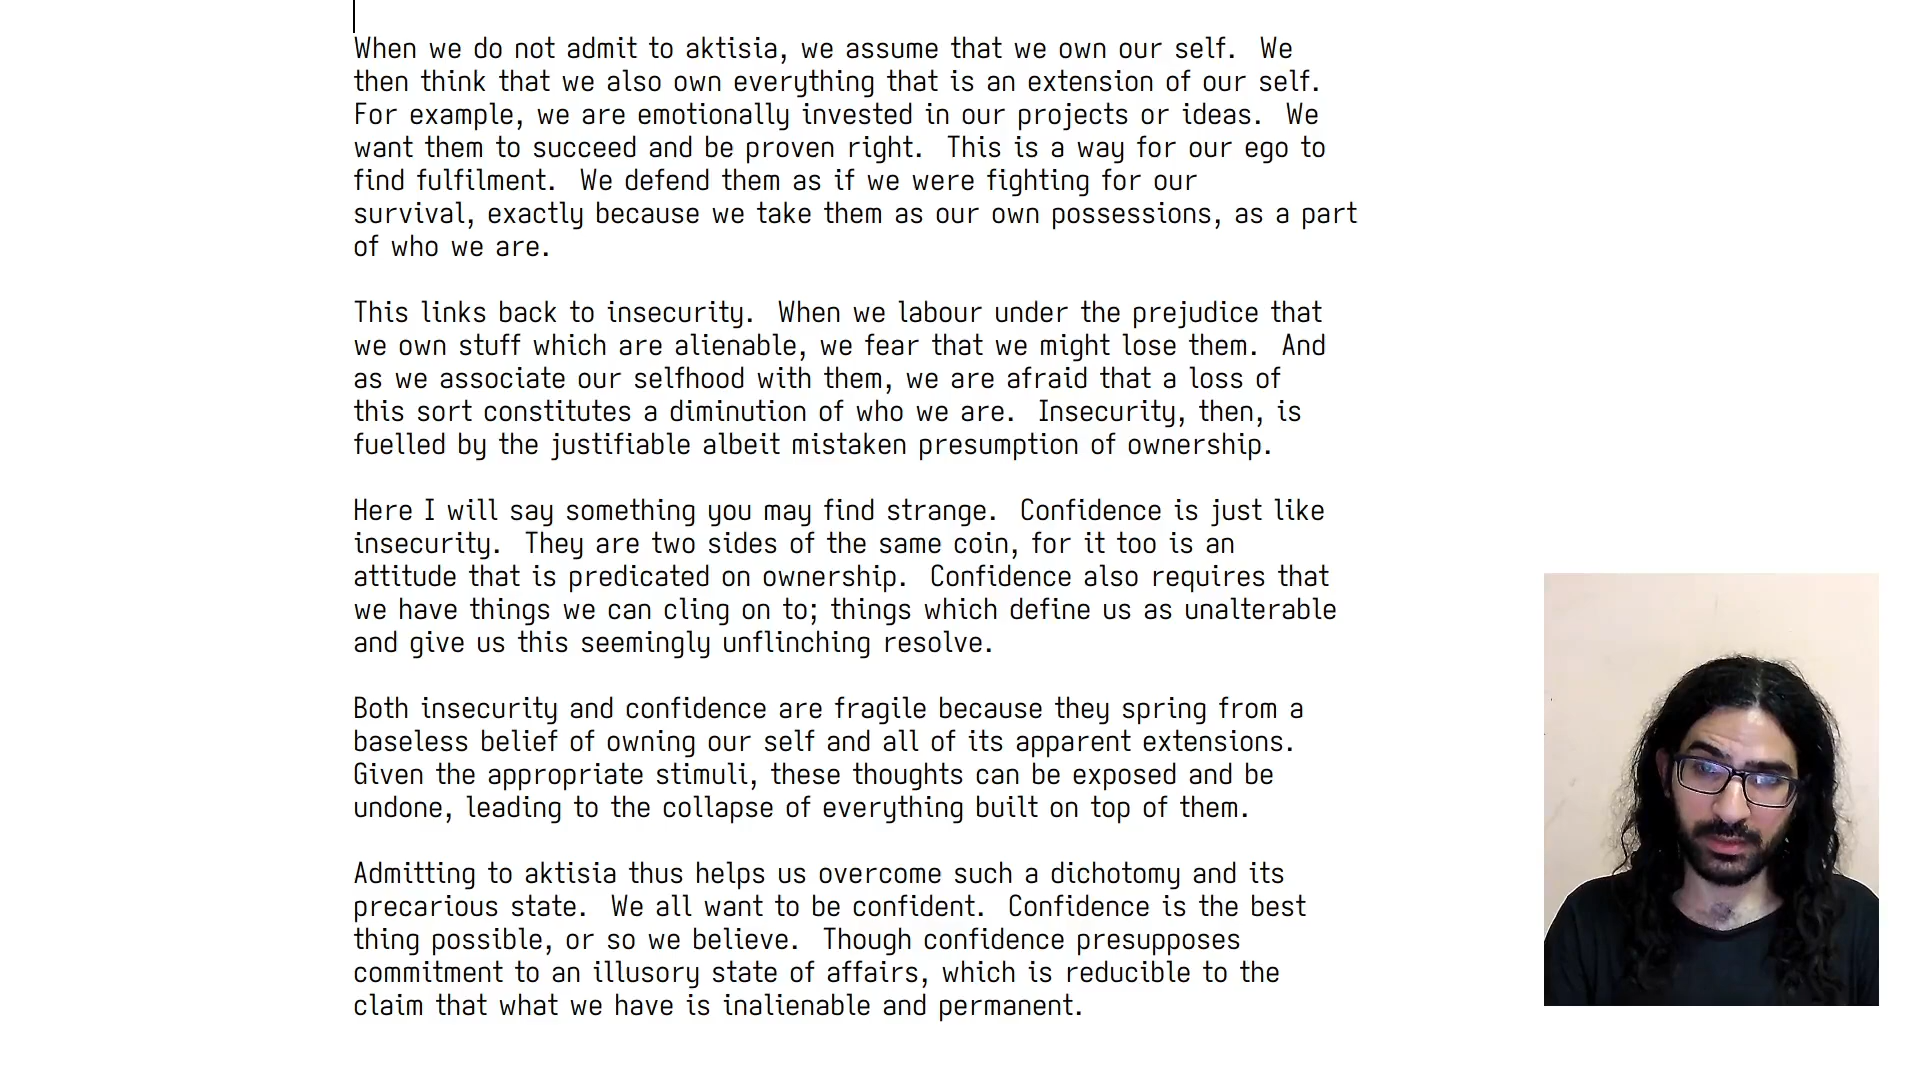 When we do not admit to aktisia, we assume that we own our self.  We
then think that we also own everything that is an extension of our self.
For example, we are emotionally invested in our projects or ideas.  We
want them to succeed and be proven right.  This is a way for our ego to
find fulfilment.  We defend them as if we were fighting for our
survival, exactly because we take them as our own possessions, as a part
of who we are.
This links back to insecurity.  When we labour under the prejudice that
we own stuff which are alienable, we fear that we might lose them.  And
as we associate our selfhood with them, we are afraid that a loss of
this sort constitutes a diminution of who we are.  Insecurity, then, is
fuelled by the justifiable albeit mistaken presumption of ownership.
Here I will say something you may find strange.  Confidence is just like
insecurity.  They are two sides of the same coin, for it too is an
attitude that is predicated on ownership.  Confidence also requires that
we have things we can cling on to; things which define us as unalterable
and give us this seemingly unflinching resolve.
Both insecurity and confidence are fragile because they spring from a
baseless belief of owning our self and all of its apparent extensions.
Given the appropriate stimuli, these thoughts can be exposed and be
undone, leading to the collapse of everything built on top of them.
Admitting to aktisia thus helps us overcome such a dichotomy and its
precarious state.  We all want to be confident.  Confidence is the best
thing possible, or so we believe.  Though confidence presupposes
commitment to an illusory state of affairs, which is reducible to the
claim that what we have is inalienable and permanent.